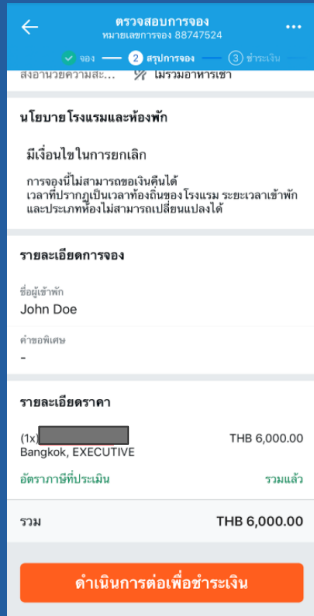 ตรวจสอบการจอง
หมายเลขการจอง 88747524
จอง
2 สรุปการจอง
3 ชำระเงิน
สิ่งอำนวยความสะ...
ไม่รวมอาหารเช้า
นโยบายโรงแรมและห้องพัก
มีเงื่อนไขในการยกเลิก
การจองนี้ไม่สามารถขอเงินคืนได้
เวลาที่ปรากฏเป็นเวลาท้องถิ่นของโรงแรม ระยะเวลาเข้าพัก
และประเภทห้องไม่สามารถเปลี่ยนแปลงได้
รายละเอียดการจอง
ชื่อผู้เข้าพัก
John Doe
คำขอพิเศษ
-
รายละเอียดราคา
(1x)
THB 6,000.00
Bangkok, EXECUTIVE
อัตราภาษีที่ประเมิน
รวมแล้ว
รวม
THB 6,000.00
ดำเนินการต่อเพื่อชำระเงิน